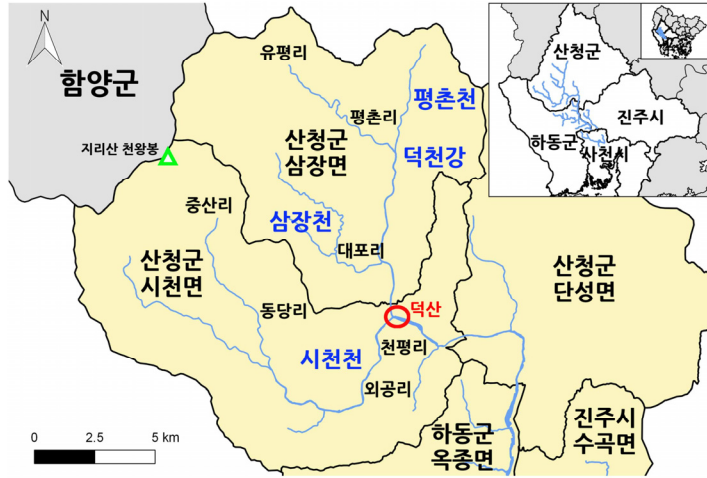 N
함양군
유평리
평촌리
평촌천
산청군
삼장면
덕천강
지리산 천왕봉
중산리
삼장천
대포리
산청군
시천면
동당리
덕산
시천천
천평리
외공리
산청군
단성면
하동군
옥종면
진주시
수곡면
산청군
진주시
하동군
사천시
0 2.5 5 km